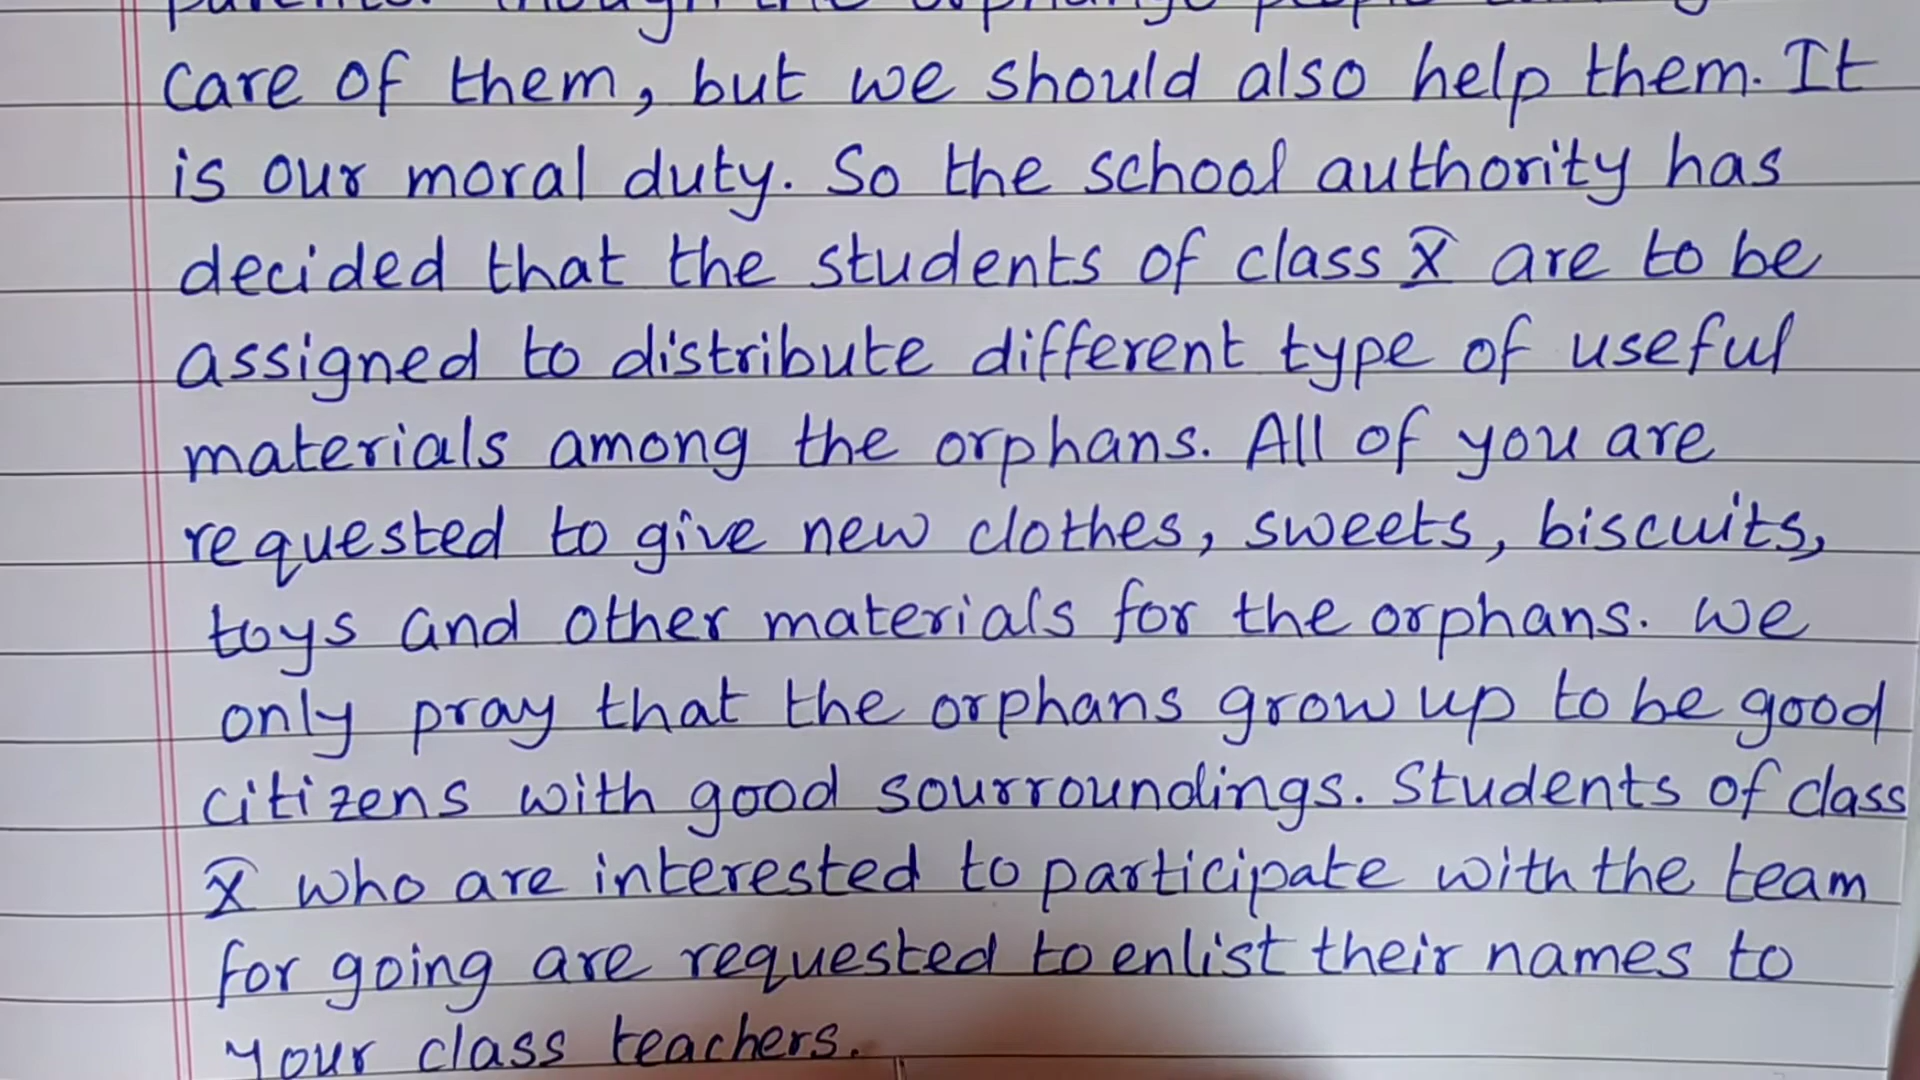 care of them, but we should also help them. It
is our moral duty. So the school authority has
decided that the students of class X are to be
assigned to distribute different type of useful
materials among the orphans. All of you are
requested to give new clothes, sweets, biscuits,
toys and other materials for the orphans. We
only pray that the orphans grow up to be good
citizens with good sourroundings. Students of class
X who are interested to participate with the team
for going are requested to enlist their names to
your class teachers.